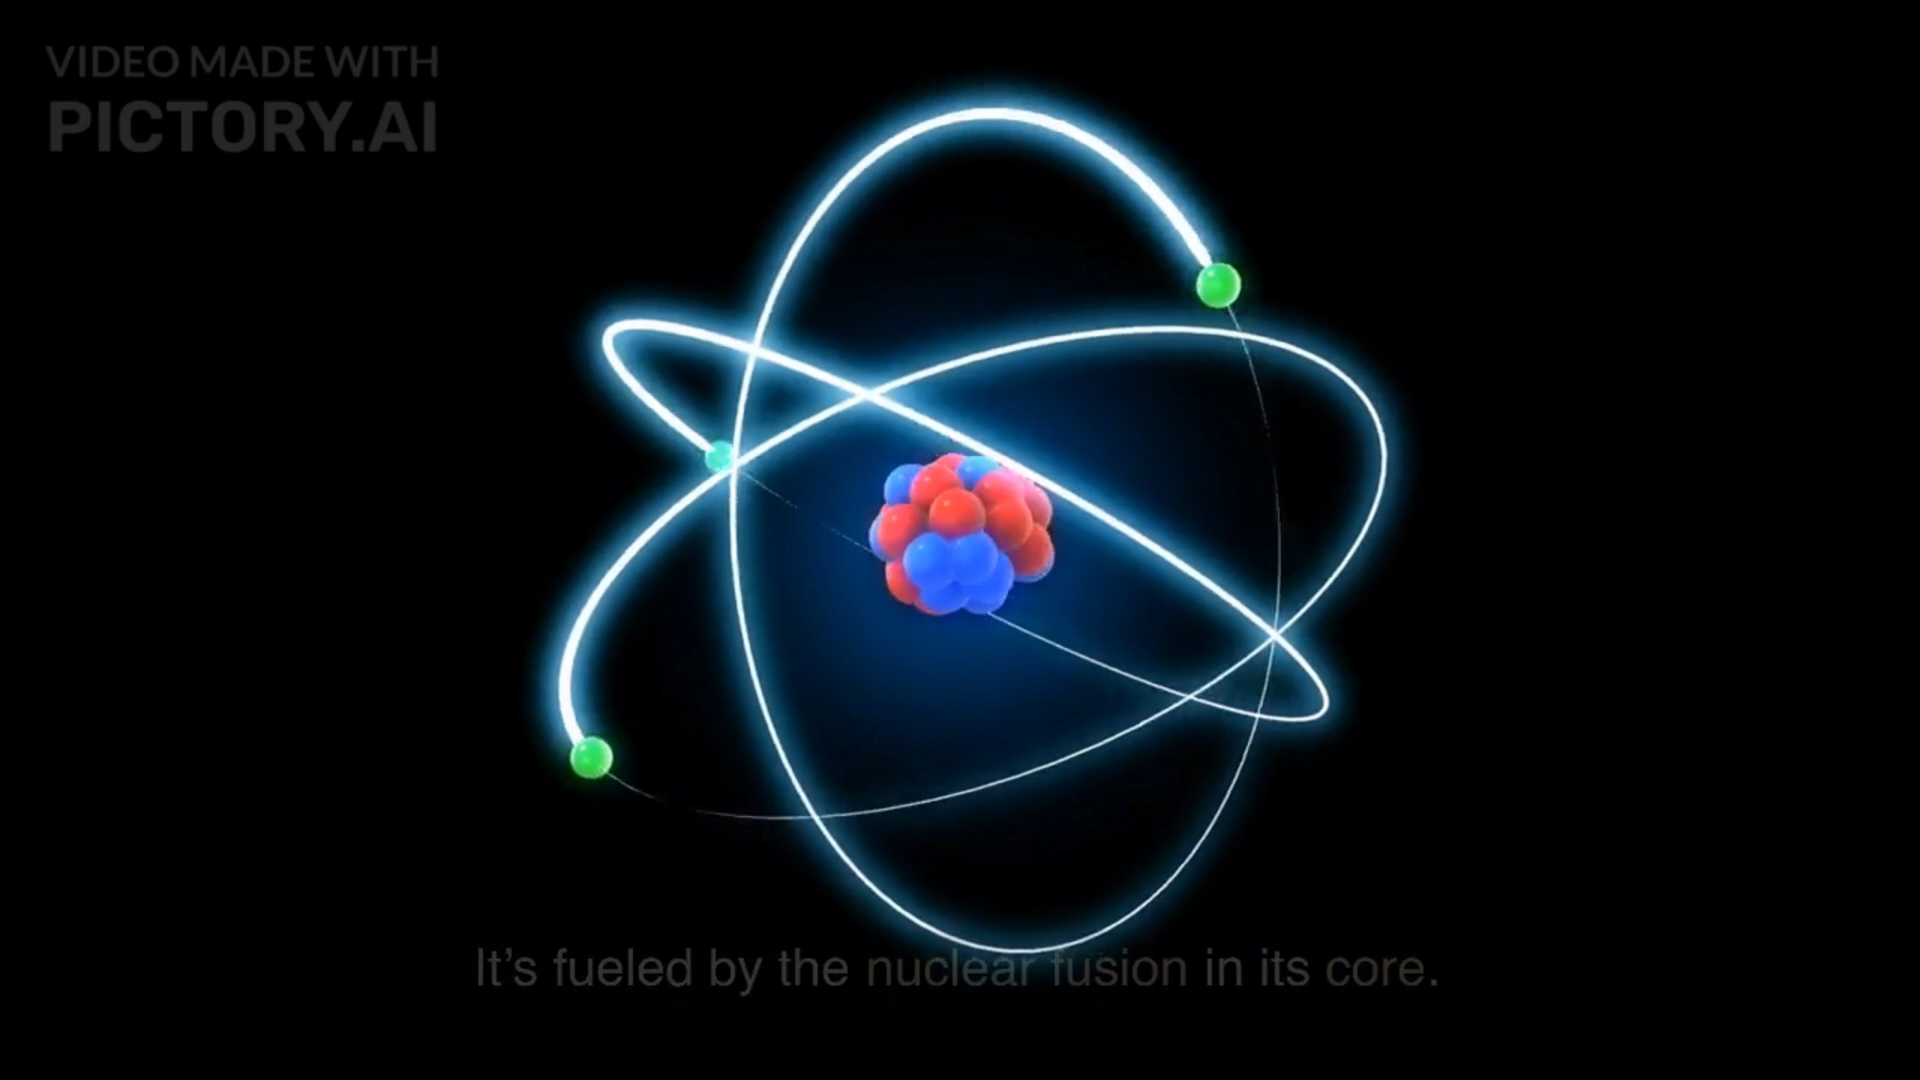 VIDEO MADE WITH
PICTORY.AI
It’s fueled by the nuclear fusion in its core.